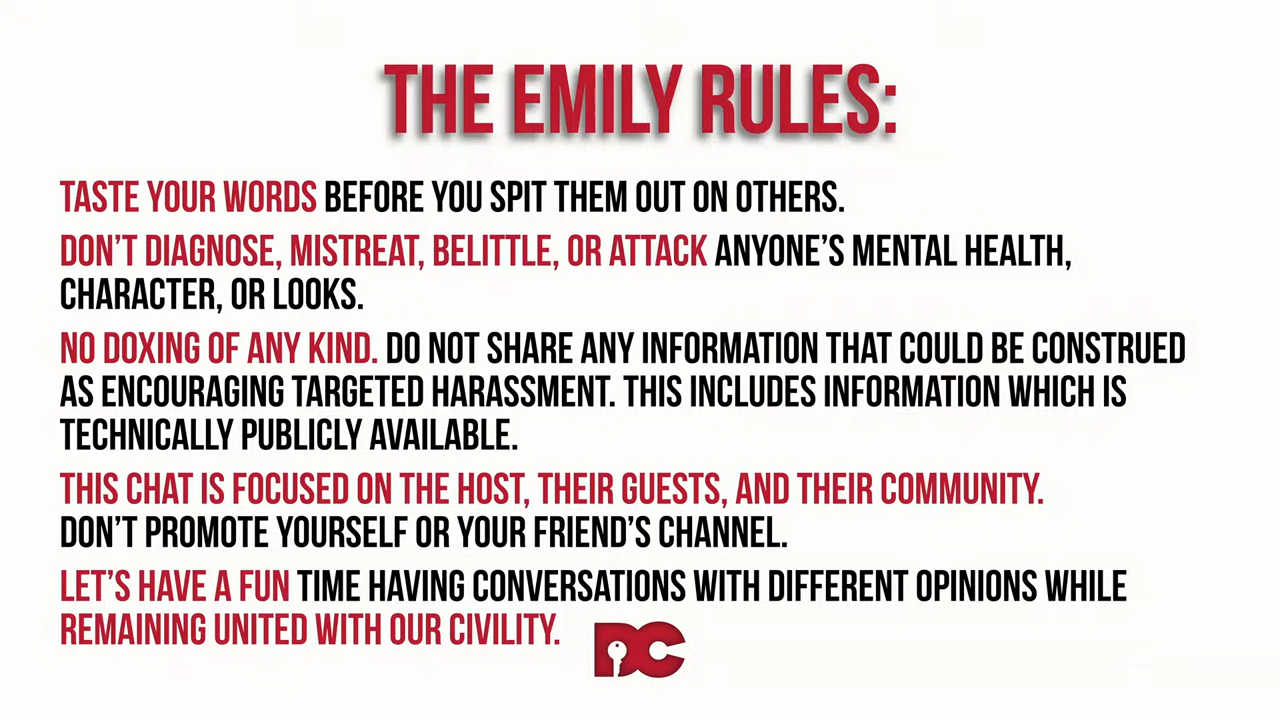 THE EMILY RULES:
TASTE YOUR WORDS BEFORE YOU SPIT THEM OUT ON OTHERS.
DON'T DIAGNOSE, MISTREAT, BELITTLE, OR ATTACK ANYONE'S MENTAL HEALTH,
CHARACTER, OR LOOKS.
NO DOXING OF ANY KIND. DO NOT SHARE ANY INFORMATION THAT COULD BE CONSTRUED
AS ENCOURAGING TARGETED HARASSMENT. THIS INCLUDES INFORMATION WHICH IS
TECHNICALLY PUBLICLY AVAILABLE.
THIS CHAT IS FOCUSED ON THE HOST, THEIR GUESTS, AND THEIR COMMUNITY.
DON'T PROMOTE YOURSELF OR YOUR FRIEND'S CHANNEL.
LET'S HAVE A FUN TIME HAVING CONVERSATIONS WITH DIFFERENT OPINIONS WHILE
REMAINING UNITED WITH OUR CIVILITY.
DC